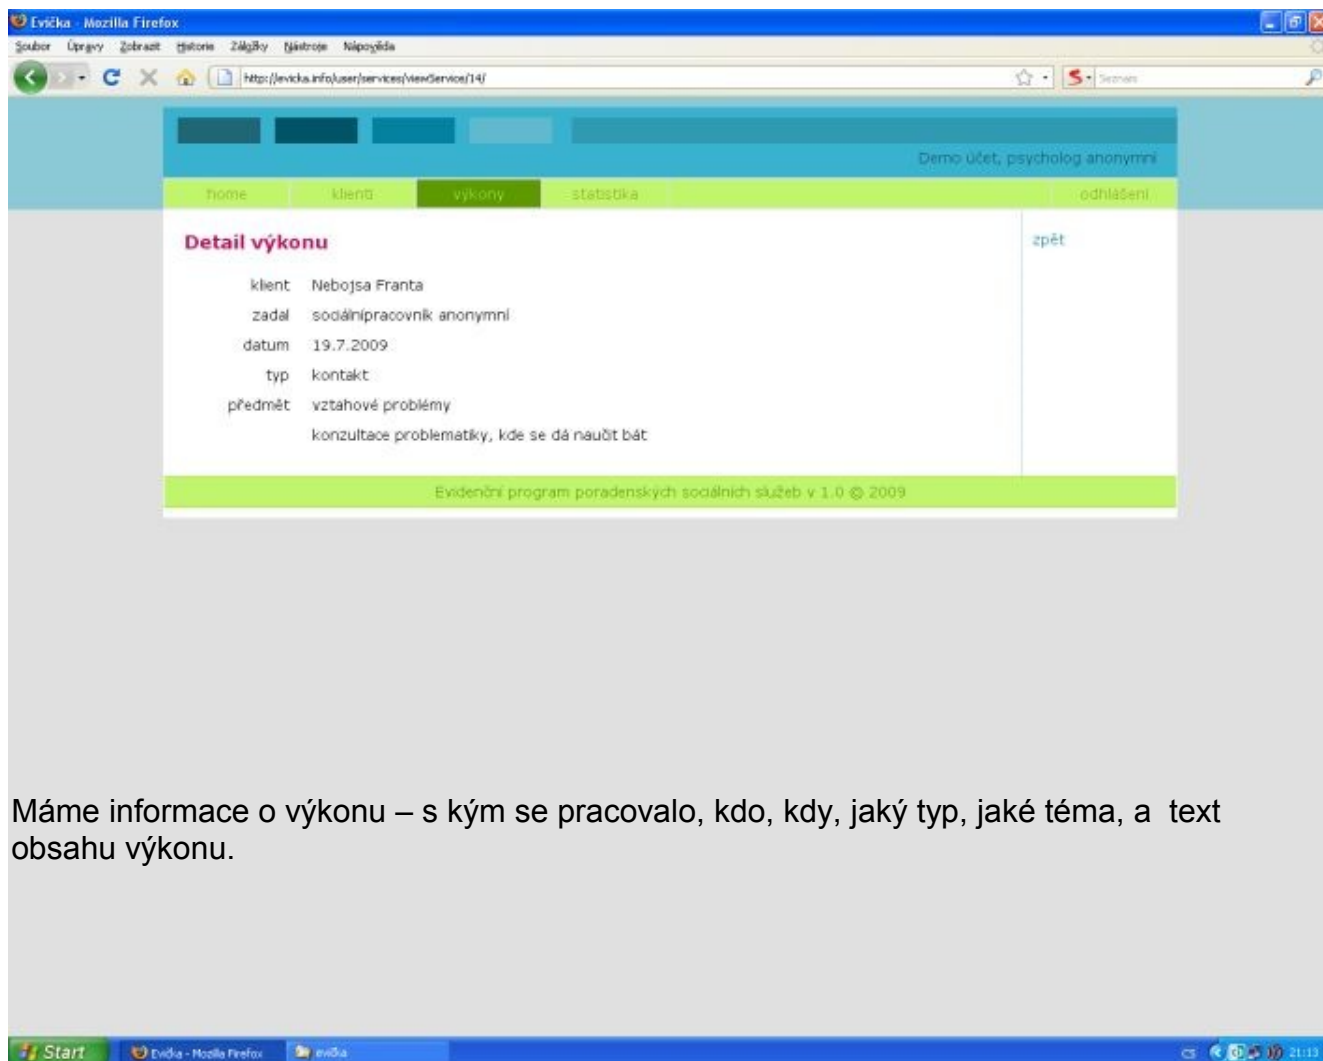 Evička - Mozilla Firefox
Soubor Úpravy Zobrazit Historie Záložky Nástroje Nápověda
http://evicka.info/user/services/viewService/14/ Seznam
Demo účet, psycholog anonymní
home klienti výkony statistika odhlášení
Detail výkonu zpět
klient Nebojsa Franta
zadal sociálnípracovník anonymní
datum 19.7.2009
typ kontakt
předmět vztahové problémy
konzultace problematiky, kde se dá naučit bát
Evidenční program poradenských sociálních služeb v 1.0 © 2009
Máme informace o výkonu – s kým se pracovalo, kdo, kdy, jaký typ, jaké téma, a text
obsahu výkonu.
Start Evička - Mozilla Firefox evička cs 21:13